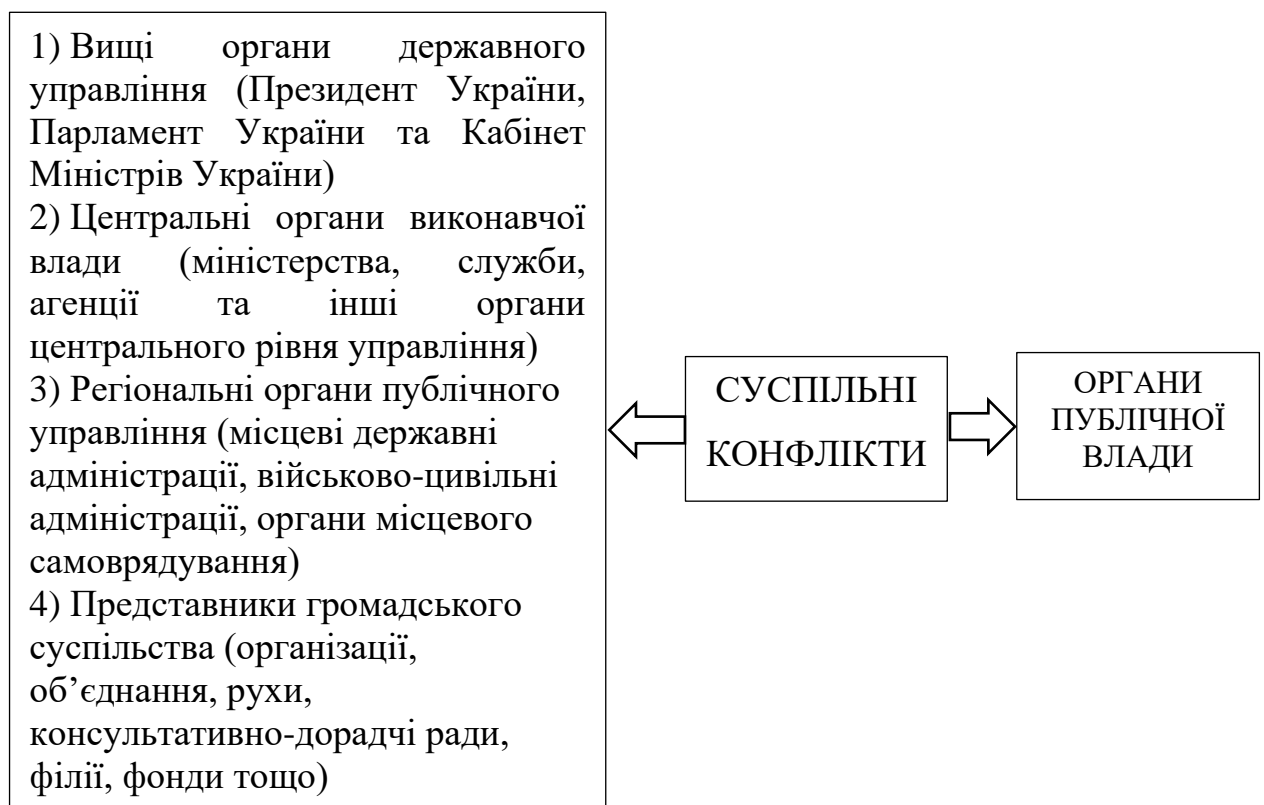 1) Вищі органи державного
управління (Президент України,
Парламент України та Кабінет
Міністрів України)
2) Центральні органи виконавчої
влади (міністерства, служби,
агенції та інші органи
центрального рівня управління)
3) Регіональні органи публічного
управління (місцеві державні
адміністрації, військово-цивільні
адміністрації, органи місцевого
самоврядування)
4) Представники громадського
суспільства (організації,
об’єднання, рухи,
консультативно-дорадчі ради,
філії, фонди тощо)
СУСПІЛЬНІ
КОНФЛІКТИ
ОРГАНИ
ПУБЛІЧНОЇ
ВЛАДИ